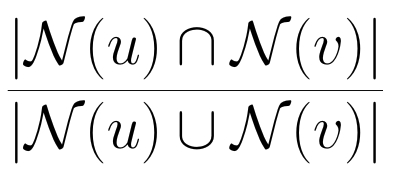 |𝒩(u) ∩ 𝒩(v)|
|𝒩(u) ∪ 𝒩(v)|